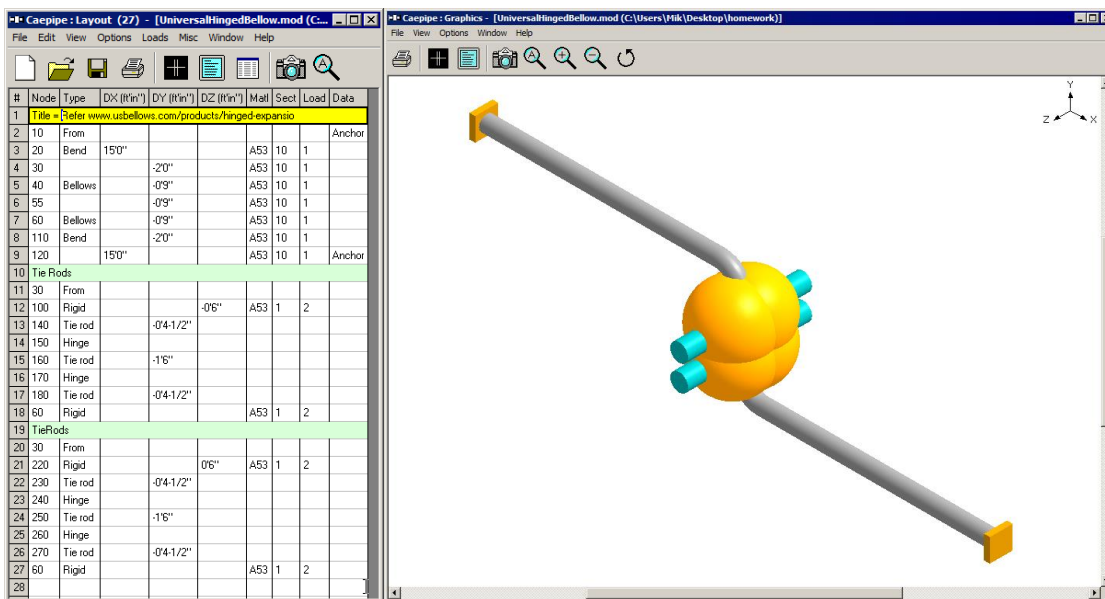 Caepipe : Layout (27) - [UniversalHingedBellow.mod (C:...
File Edit View Options Loads Misc Window Help
# Node Type DX (ft'in") DY (ft'in") DZ (ft'in") Matl Sect Load Data
1 Title = Refer www.usbellows.com/products/hinged-expansio
2 10 From Anchor
3 20 Bend 15'0" A53 10 1
4 30 -2'0" A53 10 1
5 40 Bellows -0'9" A53 10 1
6 55 -0'9" A53 10 1
7 60 Bellows -0'9" A53 10 1
8 110 Bend -2'0" A53 10 1
9 120 15'0" A53 10 1 Anchor
10 Tie Rods
11 30 From
12 100 Rigid -0'6" A53 1 2
13 140 Tie rod -0'4-1/2"
14 150 Hinge
15 160 Tie rod -1'6"
16 170 Hinge
17 180 Tie rod -0'4-1/2"
18 60 Rigid A53 1 2
19 TieRods
20 30 From
21 220 Rigid 0'6" A53 1 2
22 230 Tie rod -0'4-1/2"
23 240 Hinge
24 250 Tie rod -1'6"
25 260 Hinge
26 270 Tie rod -0'4-1/2"
27 60 Rigid A53 1 2
28
Caepipe : Graphics - [UniversalHingedBellow.mod (C:\Users\Mik\Desktop\homework)]
File View Options Window Help
Y
Z X